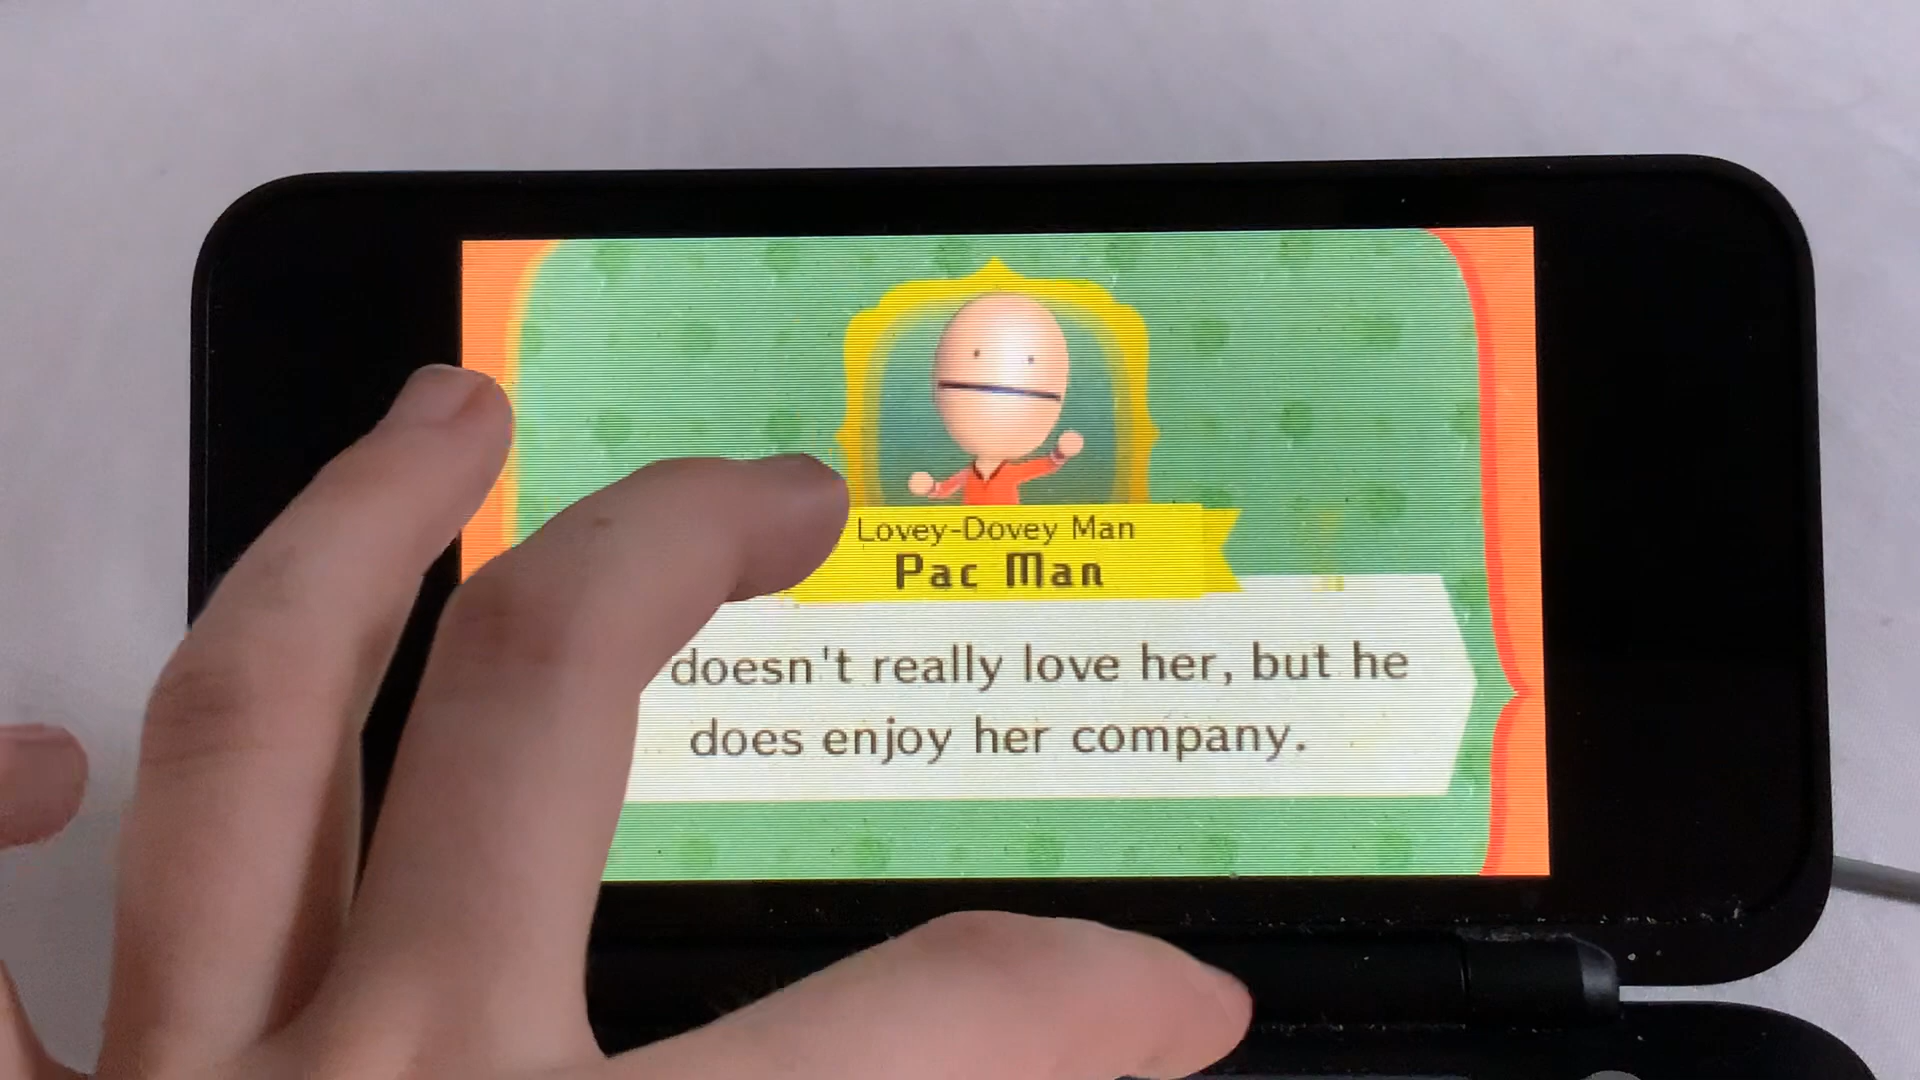 Lovey-Dovey Man
Pac Man
doesn't really love her, but he
does enjoy her company.